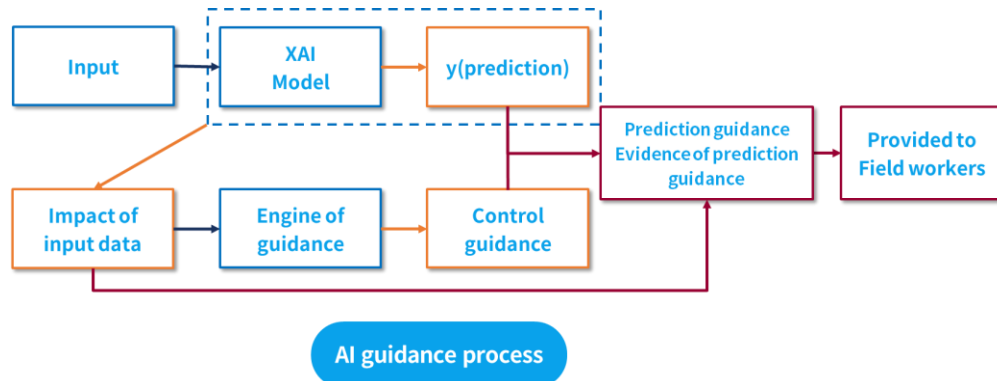 Input
XAI
Model
y(prediction)
Prediction guidance
Evidence of prediction
guidance
Provided to
Field workers
Impact of
input data
Engine of
guidance
Control
guidance
AI guidance process